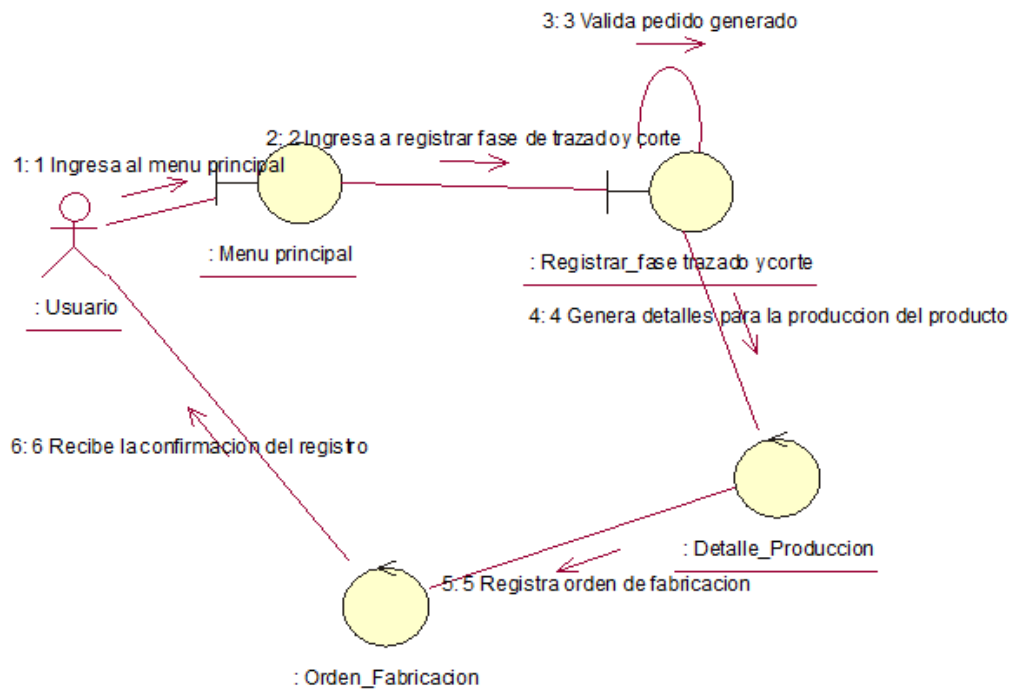 3: 3 Valida pedido generado
2: 2 Ingresa a registrar fase de trazado y corte
1: 1 Ingresa al menu principal
: Menu principal
: Registrar_fase trazado y corte
: Usuario
4: 4 Genera detalles para la produccion del producto
6: 6 Recibe la confirmacion del registro
: Detalle_Produccion
5: 5 Registra orden de fabricacion
: Orden_Fabricacion